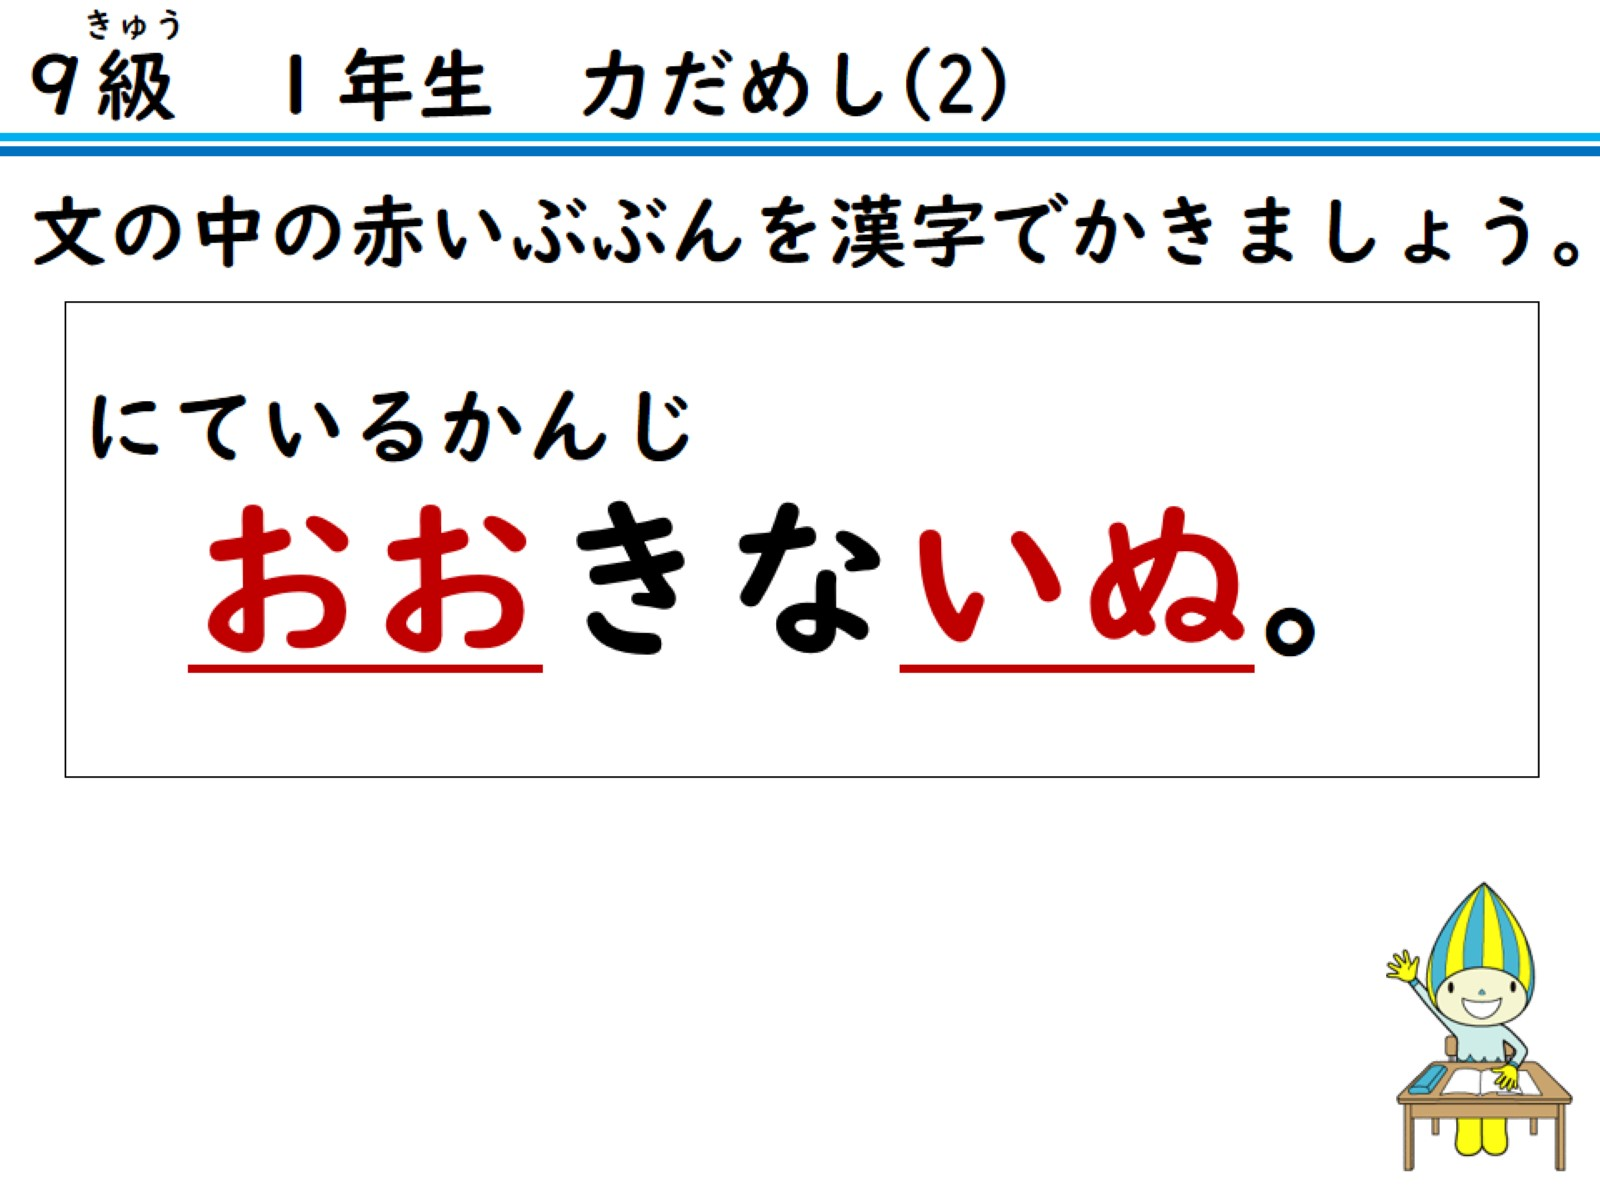 きゅう
９級　１年生　力だめし(2)
文の中の赤いぶぶんを漢字でかきましょう。
にているかんじ
おおきないぬ。